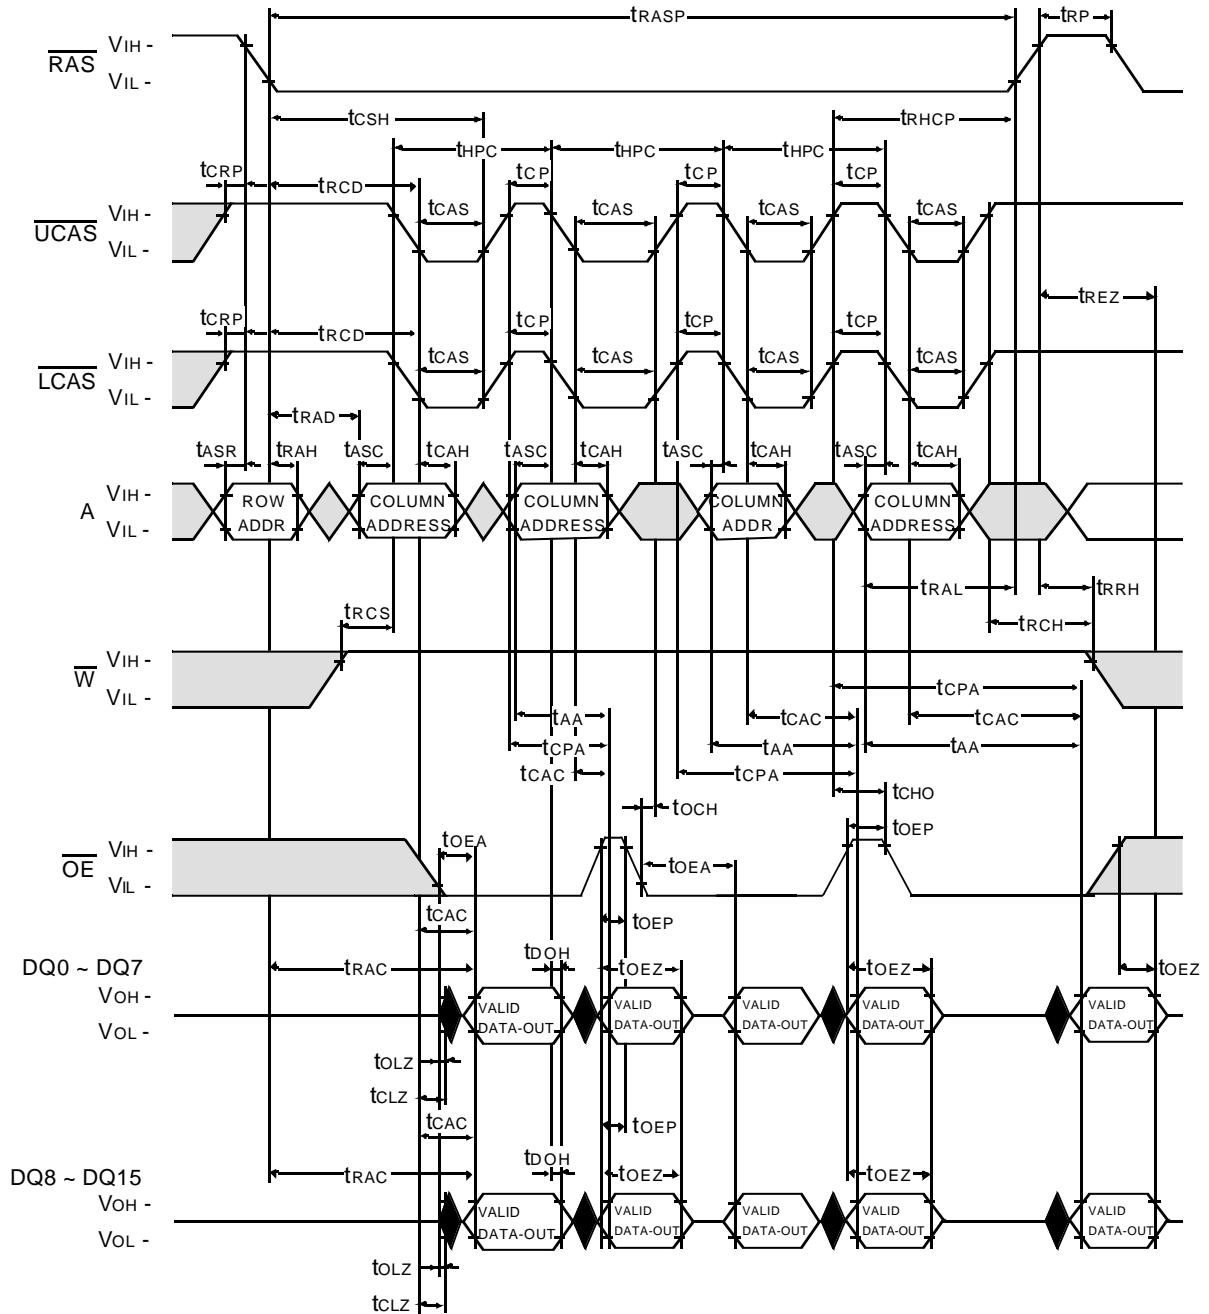 tRASP tRP
RAS VIH -
VIL -
tCSH tRHCP
tHPC tHPC tHPC
tCRP tRCD tCP tCP tCP
UCAS VIH -
VIL -
tCAS tCAS tCAS tCAS
tREZ
tCRP tRCD tCP tCP tCP
LCAS VIH -
VIL -
tCAS tCAS tCAS tCAS
tRAD
tASR tRAH tASC tCAH tASC tCAH tASC tCAH tASC tCAH
A VIH -
VIL -
ROW COLUMN COLUMN COLUMN COLUMN
ADDR ADDRESS ADDRESS ADDR ADDRESS
tRAL tRRH
tRCS tRCH
W VIH -
VIL -
tCPA
tAA tCAC tCAC
tCPA tAA tAA
tCAC tCPA
tCHO
tOCH
tOEP
OE VIH -
VIL -
tOEA tOEA
tCAC tOEP
tDOH
DQ0 ~ DQ7 tRAC tOEZ tOEZ tOEZ
VOH -
VOL -
VALID VALID VALID VALID VALID
DATA-OUT DATA-OUT DATA-OUT DATA-OUT DATA-OUT
tOLZ
tCLZ
tCAC tOEP
tDOH
DQ8 ~ DQ15 tRAC tOEZ tOEZ
VOH -
VOL -
VALID VALID VALID VALID VALID
DATA-OUT DATA-OUT DATA-OUT DATA-OUT DATA-OUT
tOLZ
tCLZ